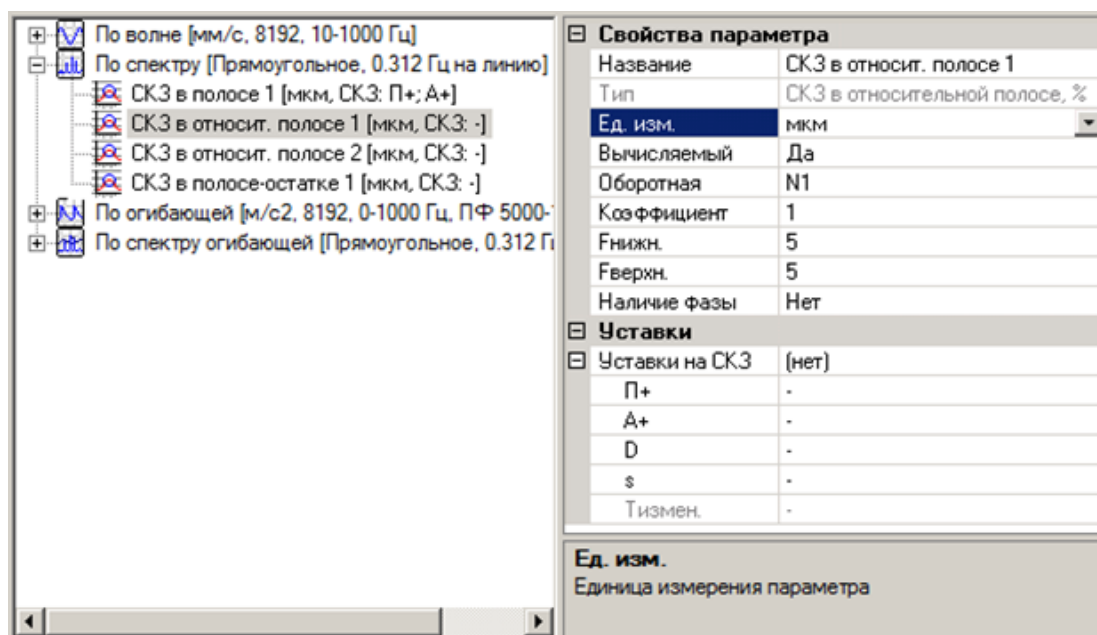 По волне [мм/с, 8192, 10-1000 Гц]
По спектру [Прямоугольное, 0.312 Гц на линию]
СКЗ в полосе 1 [мкм, СКЗ: П+; А+]
СКЗ в относит. полосе 1 [мкм, СКЗ: -]
СКЗ в относит. полосе 2 [мкм, СКЗ: -]
СКЗ в полосе-остатке 1 [мкм, СКЗ: -]
По огибающей [м/с2, 8192, 0-1000 Гц, ПФ 5000-
По спектру огибающей [Прямоугольное, 0.312 Г
Свойства параметра
Название СКЗ в относит. полосе 1
Тип СКЗ в относительной полосе, %
Ед. изм. мкм
Вычисляемый Да
Оборотная N1
Коэффициент 1
Fнижн. 5
Fверхн. 5
Наличие фазы Нет
Уставки
Уставки на СКЗ (нет)
П+ -
А+ -
D -
s -
Тизмен. -
Ед. изм.
Единица измерения параметра